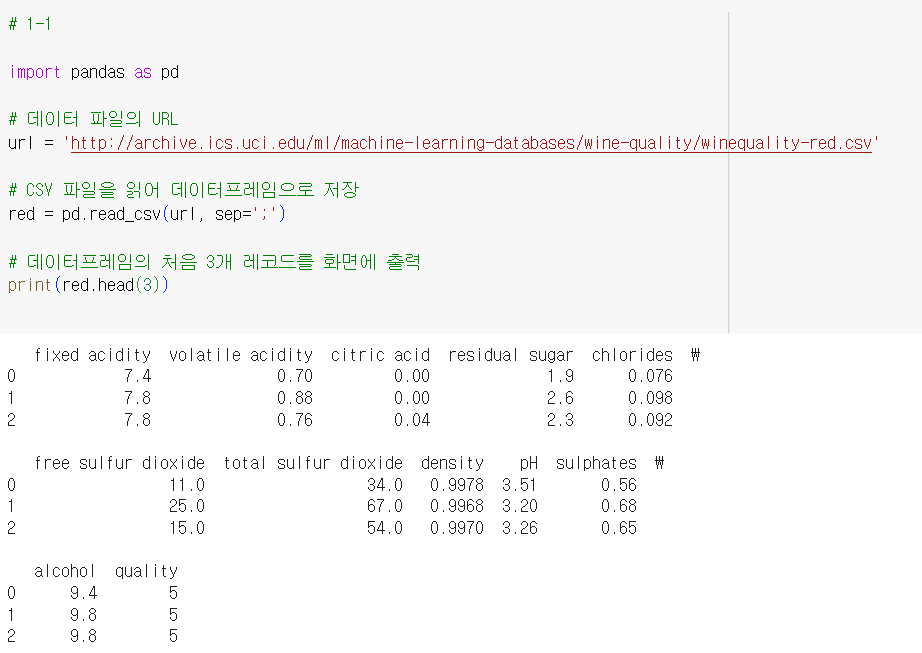 # 1-1
import pandas as pd
# 데이터 파일의 URL
url = 'http://archive.ics.uci.edu/ml/machine-learning-databases/wine-quality/winequality-red.csv'
# CSV 파일을 읽어 데이터프레임으로 저장
red = pd.read_csv(url, sep=';')
# 데이터프레임의 처음 3개 레코드를 화면에 출력
print(red.head(3))
fixed acidity volatile acidity citric acid residual sugar chlorides ₩
0 7.4 0.70 0.00 1.9 0.076
1 7.8 0.88 0.00 2.6 0.098
2 7.8 0.76 0.04 2.3 0.092
free sulfur dioxide total sulfur dioxide density pH sulphates ₩
0 11.0 34.0 0.9978 3.51 0.56
1 25.0 67.0 0.9968 3.20 0.68
2 15.0 54.0 0.9970 3.26 0.65
alcohol quality
0 9.4 5
1 9.8 5
2 9.8 5